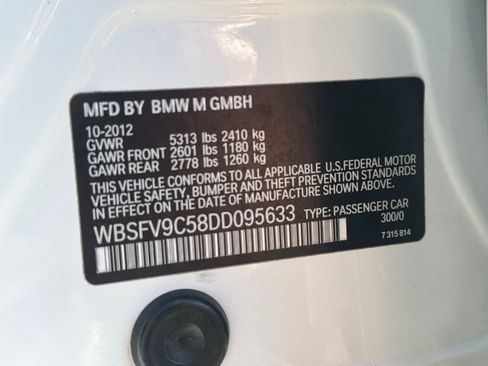 MFD BY BMW M GMBH
10-2012
GVWR 5313 lbs 2410 kg
GAWR FRONT 2601 lbs 1180 kg
GAWR REAR 2778 lbs 1260 kg
THIS VEHICLE CONFORMS TO ALL APPLICABLE U.S.FEDERAL MOTOR
VEHICLE SAFETY, BUMPER AND THEFT PREVENTION STANDARDS
IN EFFECT ON THE DATE OF MANUFACTURE SHOWN ABOVE.
WBSFV9C58DD095633 TYPE: PASSENGER CAR
300/0
7 315 814